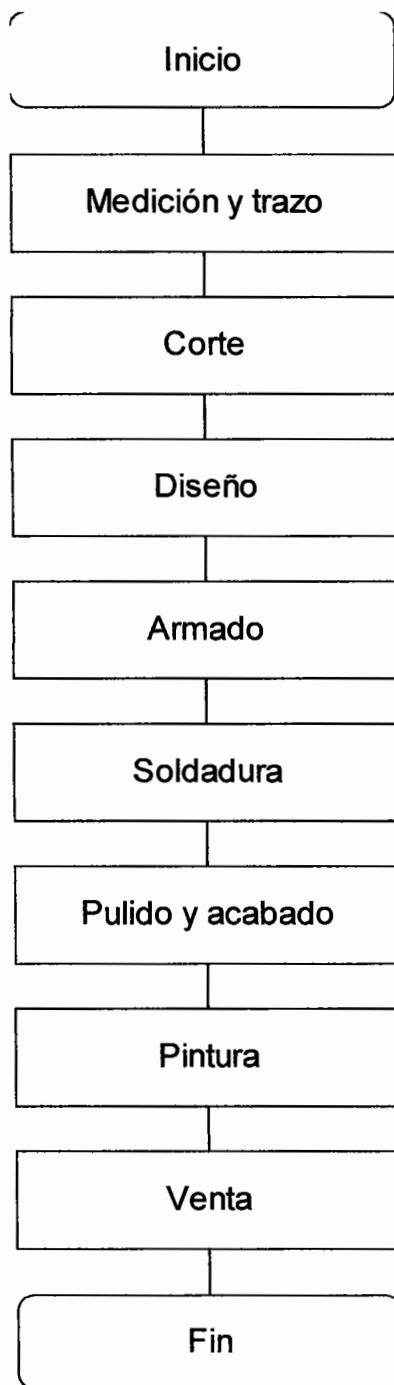 Inicio
Medición y trazo
Corte
Diseño
Armado
Soldadura
Pulido y acabado
Pintura
Venta
Fin